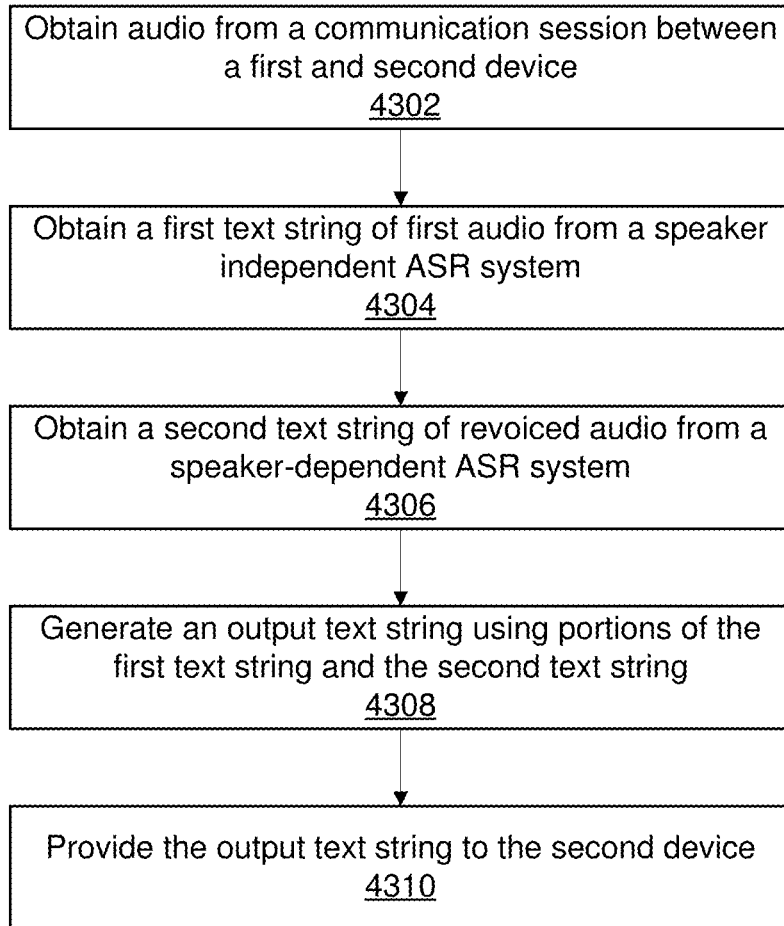 Obtain audio from a communication session between
a first and second device
4302
Obtain a first text string of first audio from a speaker
independent ASR system
4304
Obtain a second text string of revoiced audio from a
speaker-dependent ASR system
4306
Generate an output text string using portions of the
first text string and the second text string
4308
Provide the output text string to the second device
4310